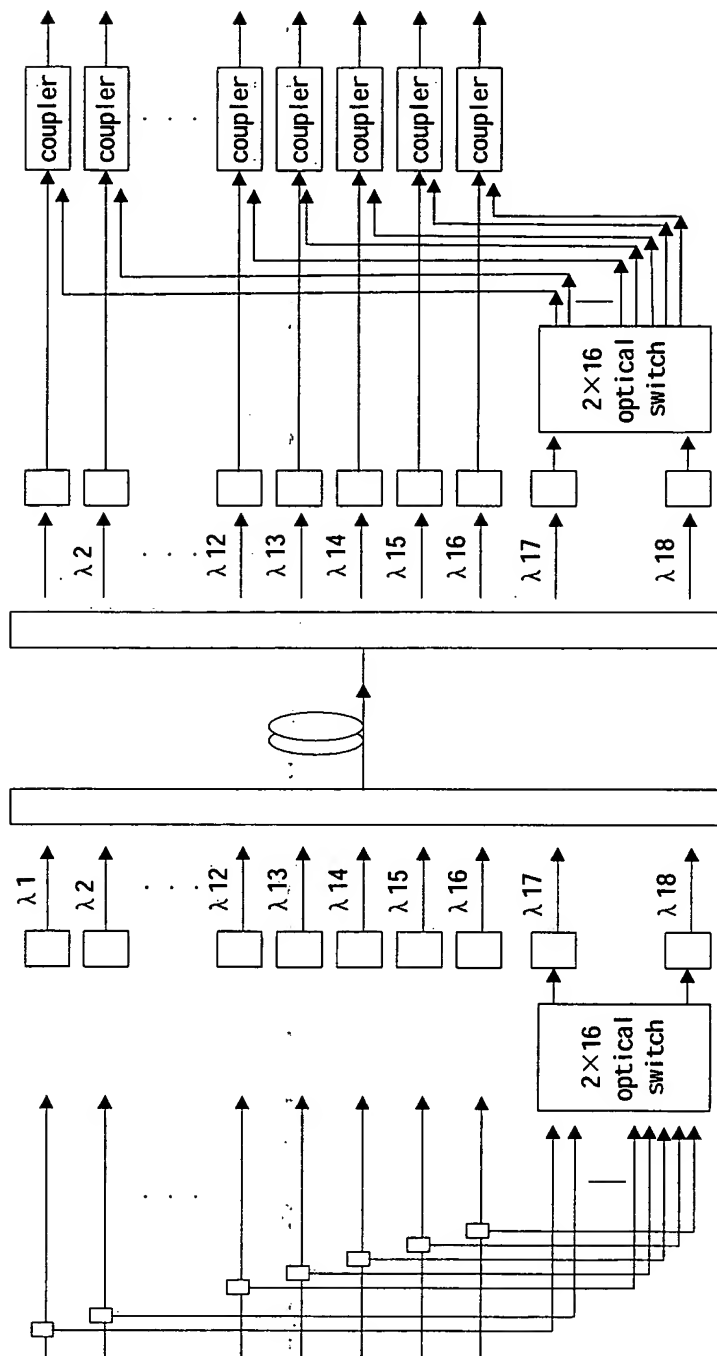 coupler
coupler
coupler
coupler
coupler
coupler
coupler
2×16
optical
switch
λ2
λ12
λ13
λ14
λ15
λ16
λ17
λ18
λ1
λ2
λ12
λ13
λ14
λ15
λ16
λ17
λ18
2×16
optical
switch